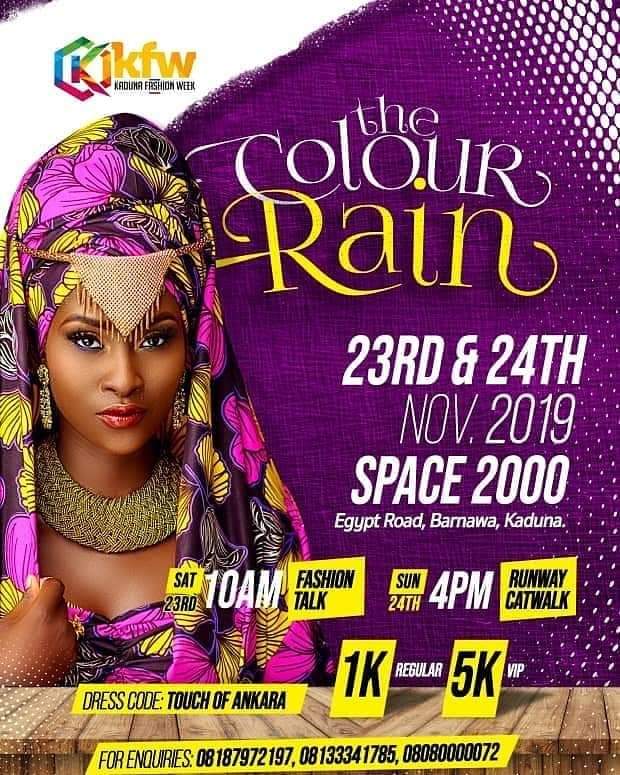 kfw
KADUNA FASHION WEEK
the
Colour
Rain
23RD & 24TH
NOV. 2019
SPACE 2000
Egypt Road, Barnawa, Kaduna.
SAT
23RD
10AM
FASHION
TALK
SUN
24TH
4PM
RUNWAY
CATWALK
1K REGULAR 5K VIP
DRESS CODE: TOUCH OF ANKARA
FOR ENQUIRIES: 08187972197, 08133341785, 08080000072